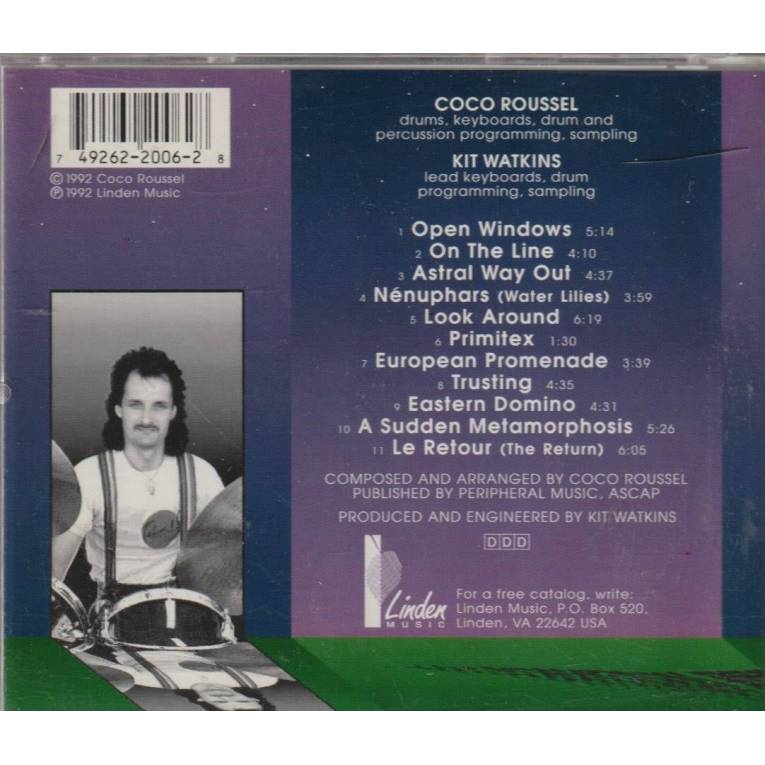 7 49262-2006-2 8
© 1992 Coco Roussel
℗ 1992 Linden Music
COCO ROUSSEL
drums, keyboards, drum and
percussion programming, sampling
KIT WATKINS
lead keyboards, drum
programming, sampling
1 Open Windows 5:14
2 On The Line 4:10
3 Astral Way Out 4:37
4 Nénuphars (Water Lilies) 3:59
5 Look Around 6:19
6 Primitex 1:30
7 European Promenade 3:39
8 Trusting 4:35
9 Eastern Domino 4:31
10 A Sudden Metamorphosis 5:26
11 Le Retour (The Return) 6:05
COMPOSED AND ARRANGED BY COCO ROUSSEL
PUBLISHED BY PERIPHERAL MUSIC, ASCAP
PRODUCED AND ENGINEERED BY KIT WATKINS
DDD
Linden
MUSIC
For a free catalog, write:
Linden Music, P.O. Box 520,
Linden, VA 22642 USA